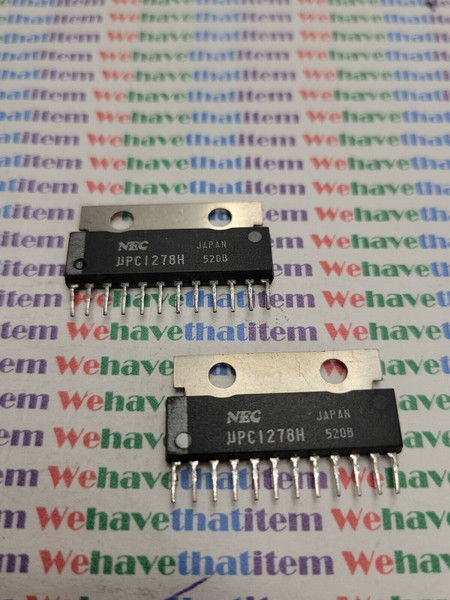 Wehavethatitem
NEC JAPAN
µPC1278H 520B
NEC JAPAN
µPC1278H 520B